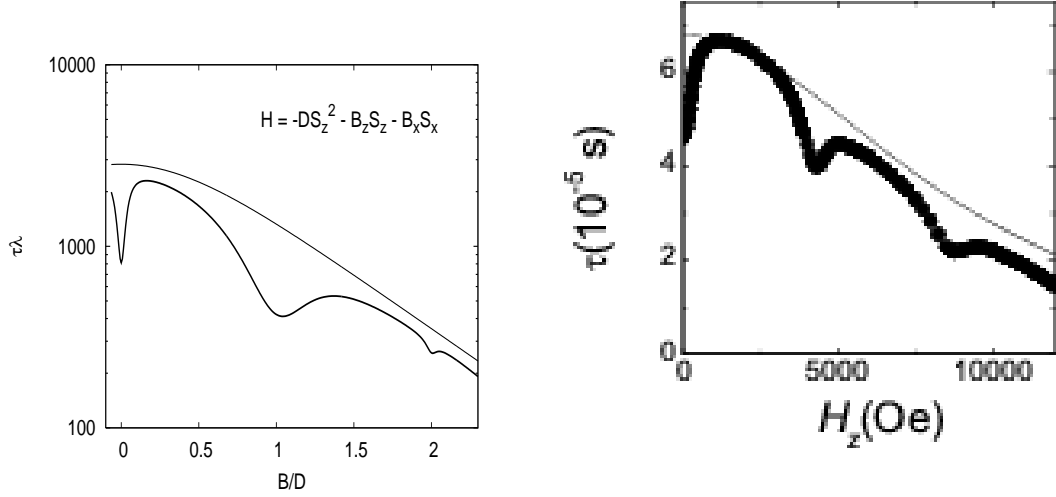 10000
1000
100
τλ
H = -DS_z^2 - B_zS_z - B_xS_x
0 0.5 1 1.5 2
B/D
6
4
2
0
τ(10^-5 s)
0 5000 10000
H_z(Oe)